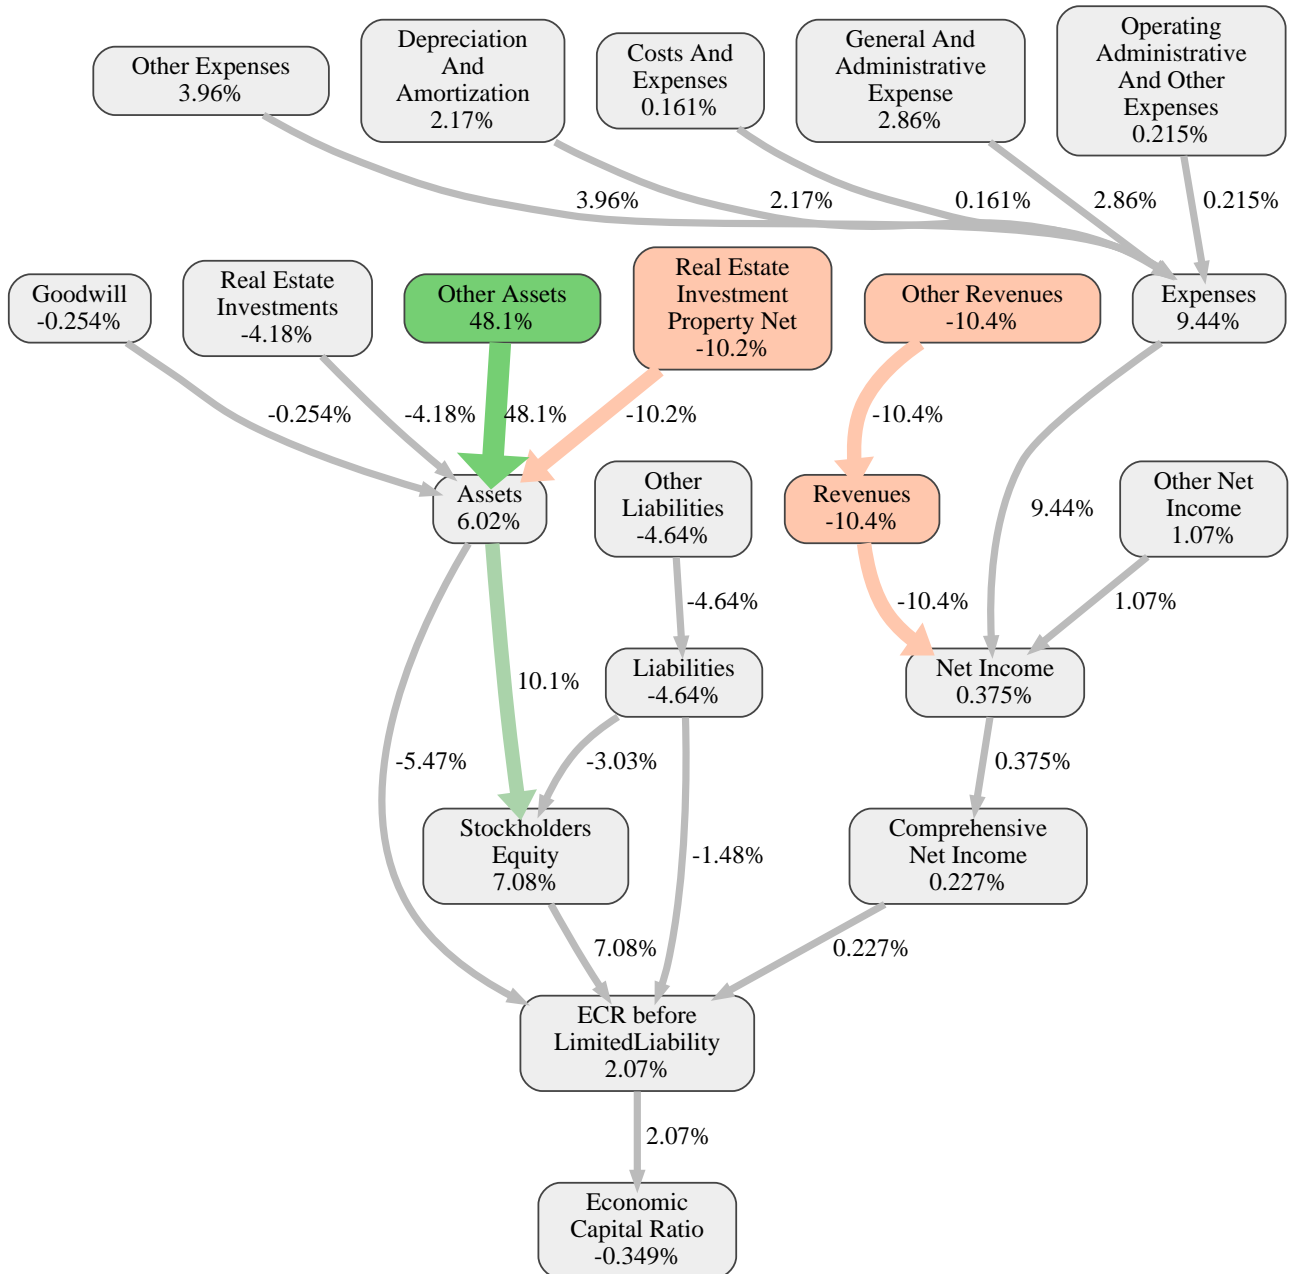 Other Expenses
3.96%
Depreciation
And
Amortization
2.17%
Costs And
Expenses
0.161%
General And
Administrative
Expense
2.86%
Operating
Administrative
And Other
Expenses
0.215%
3.96%
2.17%
0.161%
2.86%
0.215%
Goodwill
-0.254%
Real Estate
Investments
-4.18%
Other Assets
48.1%
Real Estate
Investment
Property Net
-10.2%
Other Revenues
-10.4%
Expenses
9.44%
-0.254%
-4.18%
48.1%
-10.2%
-10.4%
Assets
6.02%
Other
Liabilities
-4.64%
Revenues
-10.4%
9.44%
Other Net
Income
1.07%
-4.64%
-10.4%
1.07%
10.1%
Liabilities
-4.64%
Net Income
0.375%
-5.47%
-3.03%
0.375%
Stockholders
Equity
7.08%
-1.48%
Comprehensive
Net Income
0.227%
7.08%
0.227%
ECR before
LimitedLiability
2.07%
2.07%
Economic
Capital Ratio
-0.349%